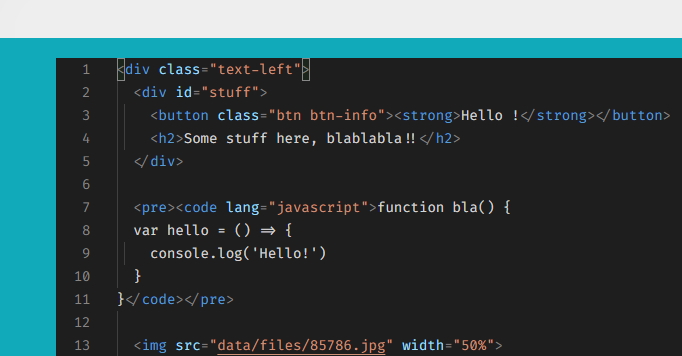 1 <div class="text-left">
2   <div id="stuff">
3     <button class="btn btn-info"><strong>Hello !</strong></button>
4     <h2>Some stuff here, blablabla!!</h2>
5   </div>
6
7   <pre><code lang="javascript">function bla() {
8   var hello = () => {
9     console.log('Hello!')
10   }
11 }</code></pre>
12
13   <img src="data/files/85786.jpg" width="50%">